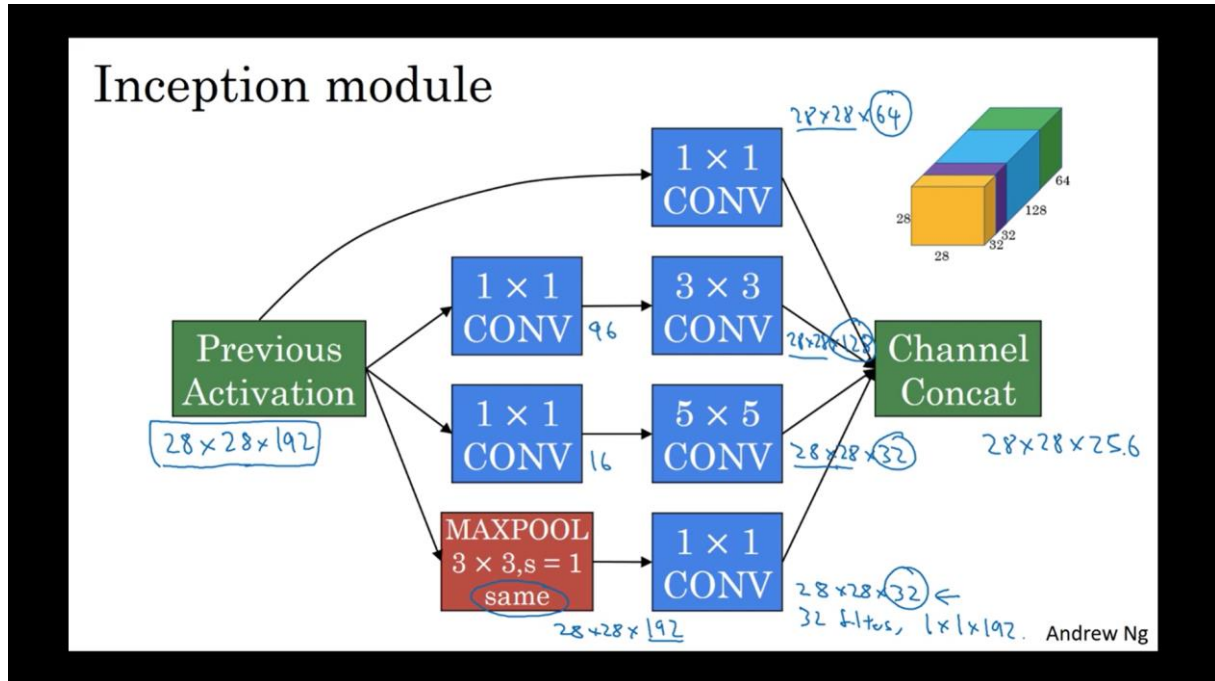 Inception module
28×28×64
1 × 1
CONV
64
128
32
32
28
28
1 × 1
CONV
96
3 × 3
CONV
28×28×128
Previous
Activation
28×28×192
Channel
Concat
28×28×256
1 × 1
CONV
16
5 × 5
CONV
28×28×32
MAXPOOL
3 × 3,s = 1
same
28×28×192
1 × 1
CONV
28×28×32 ←
32 filters, 1×1×192.
Andrew Ng